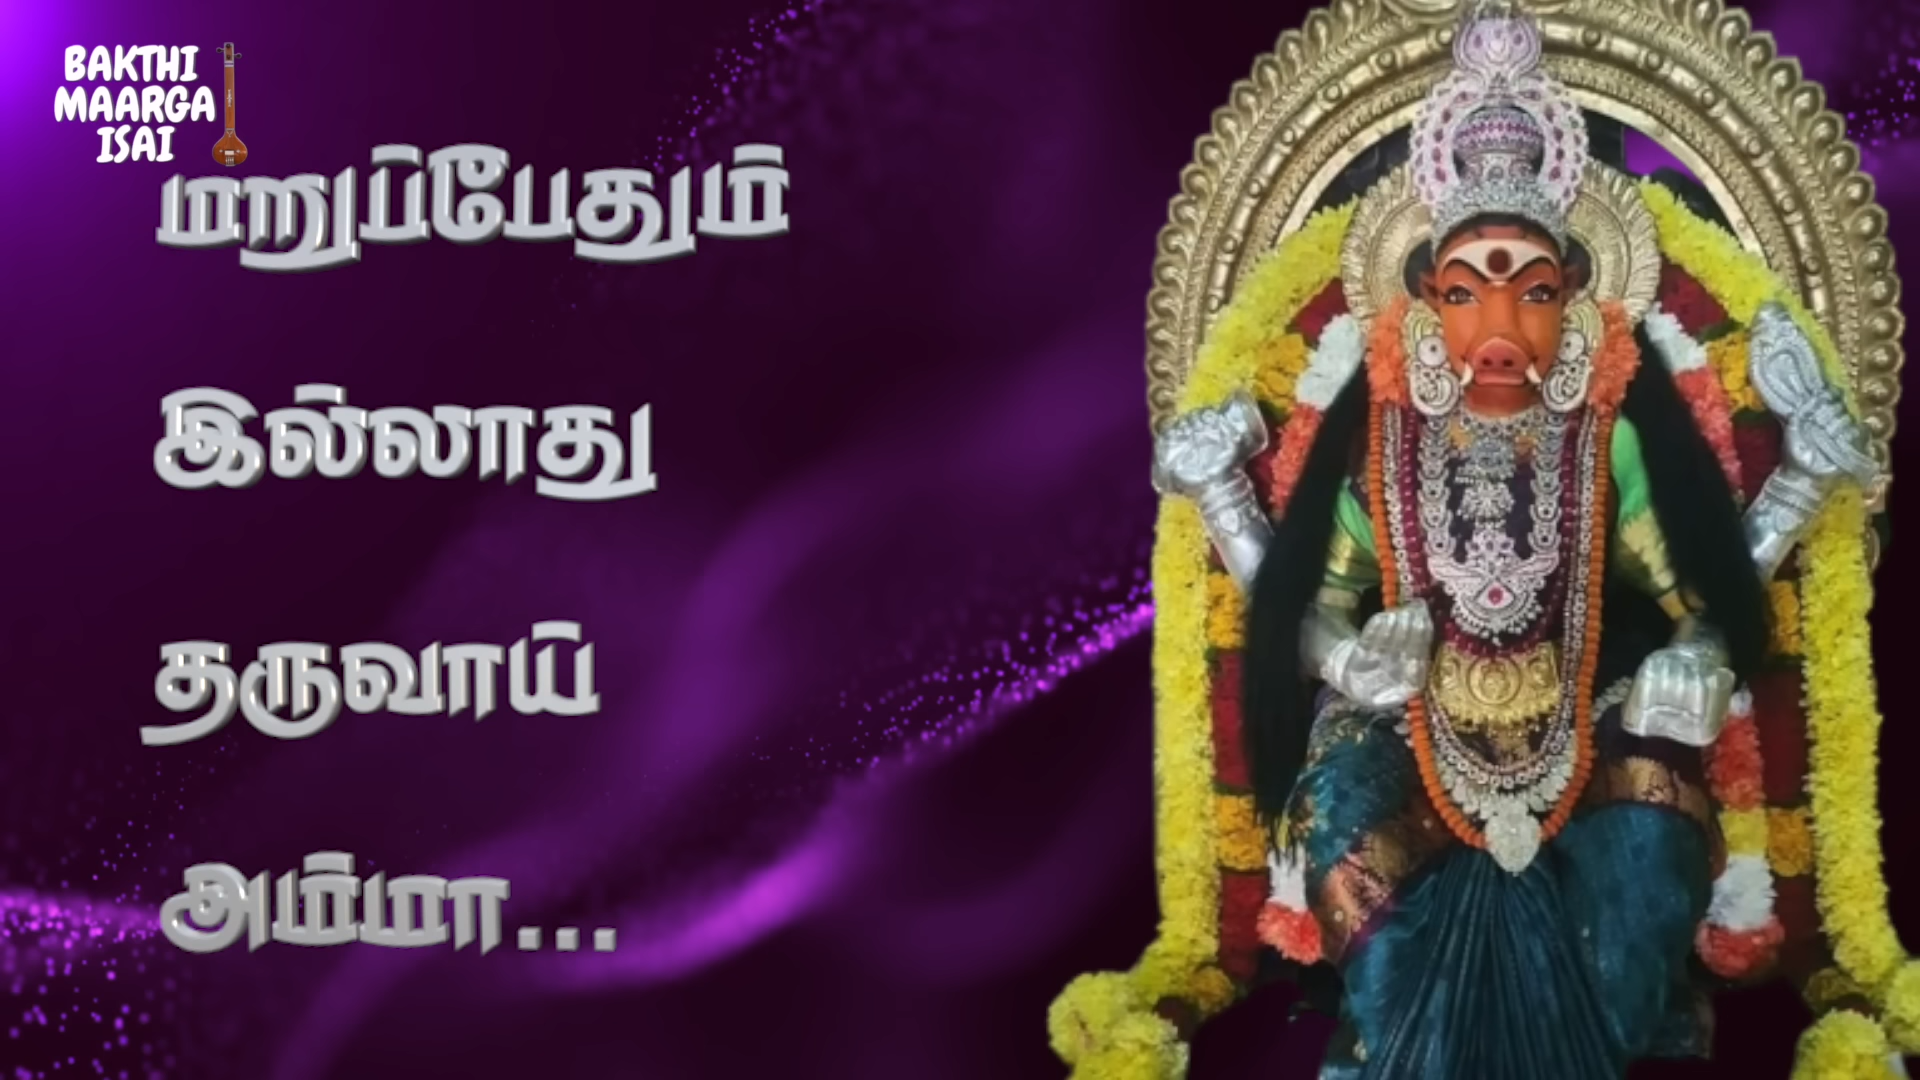 BAKTHI
MAARGA
ISAI
மறுப்பேதும்
இல்லாது
தருவாய்
அம்மா...